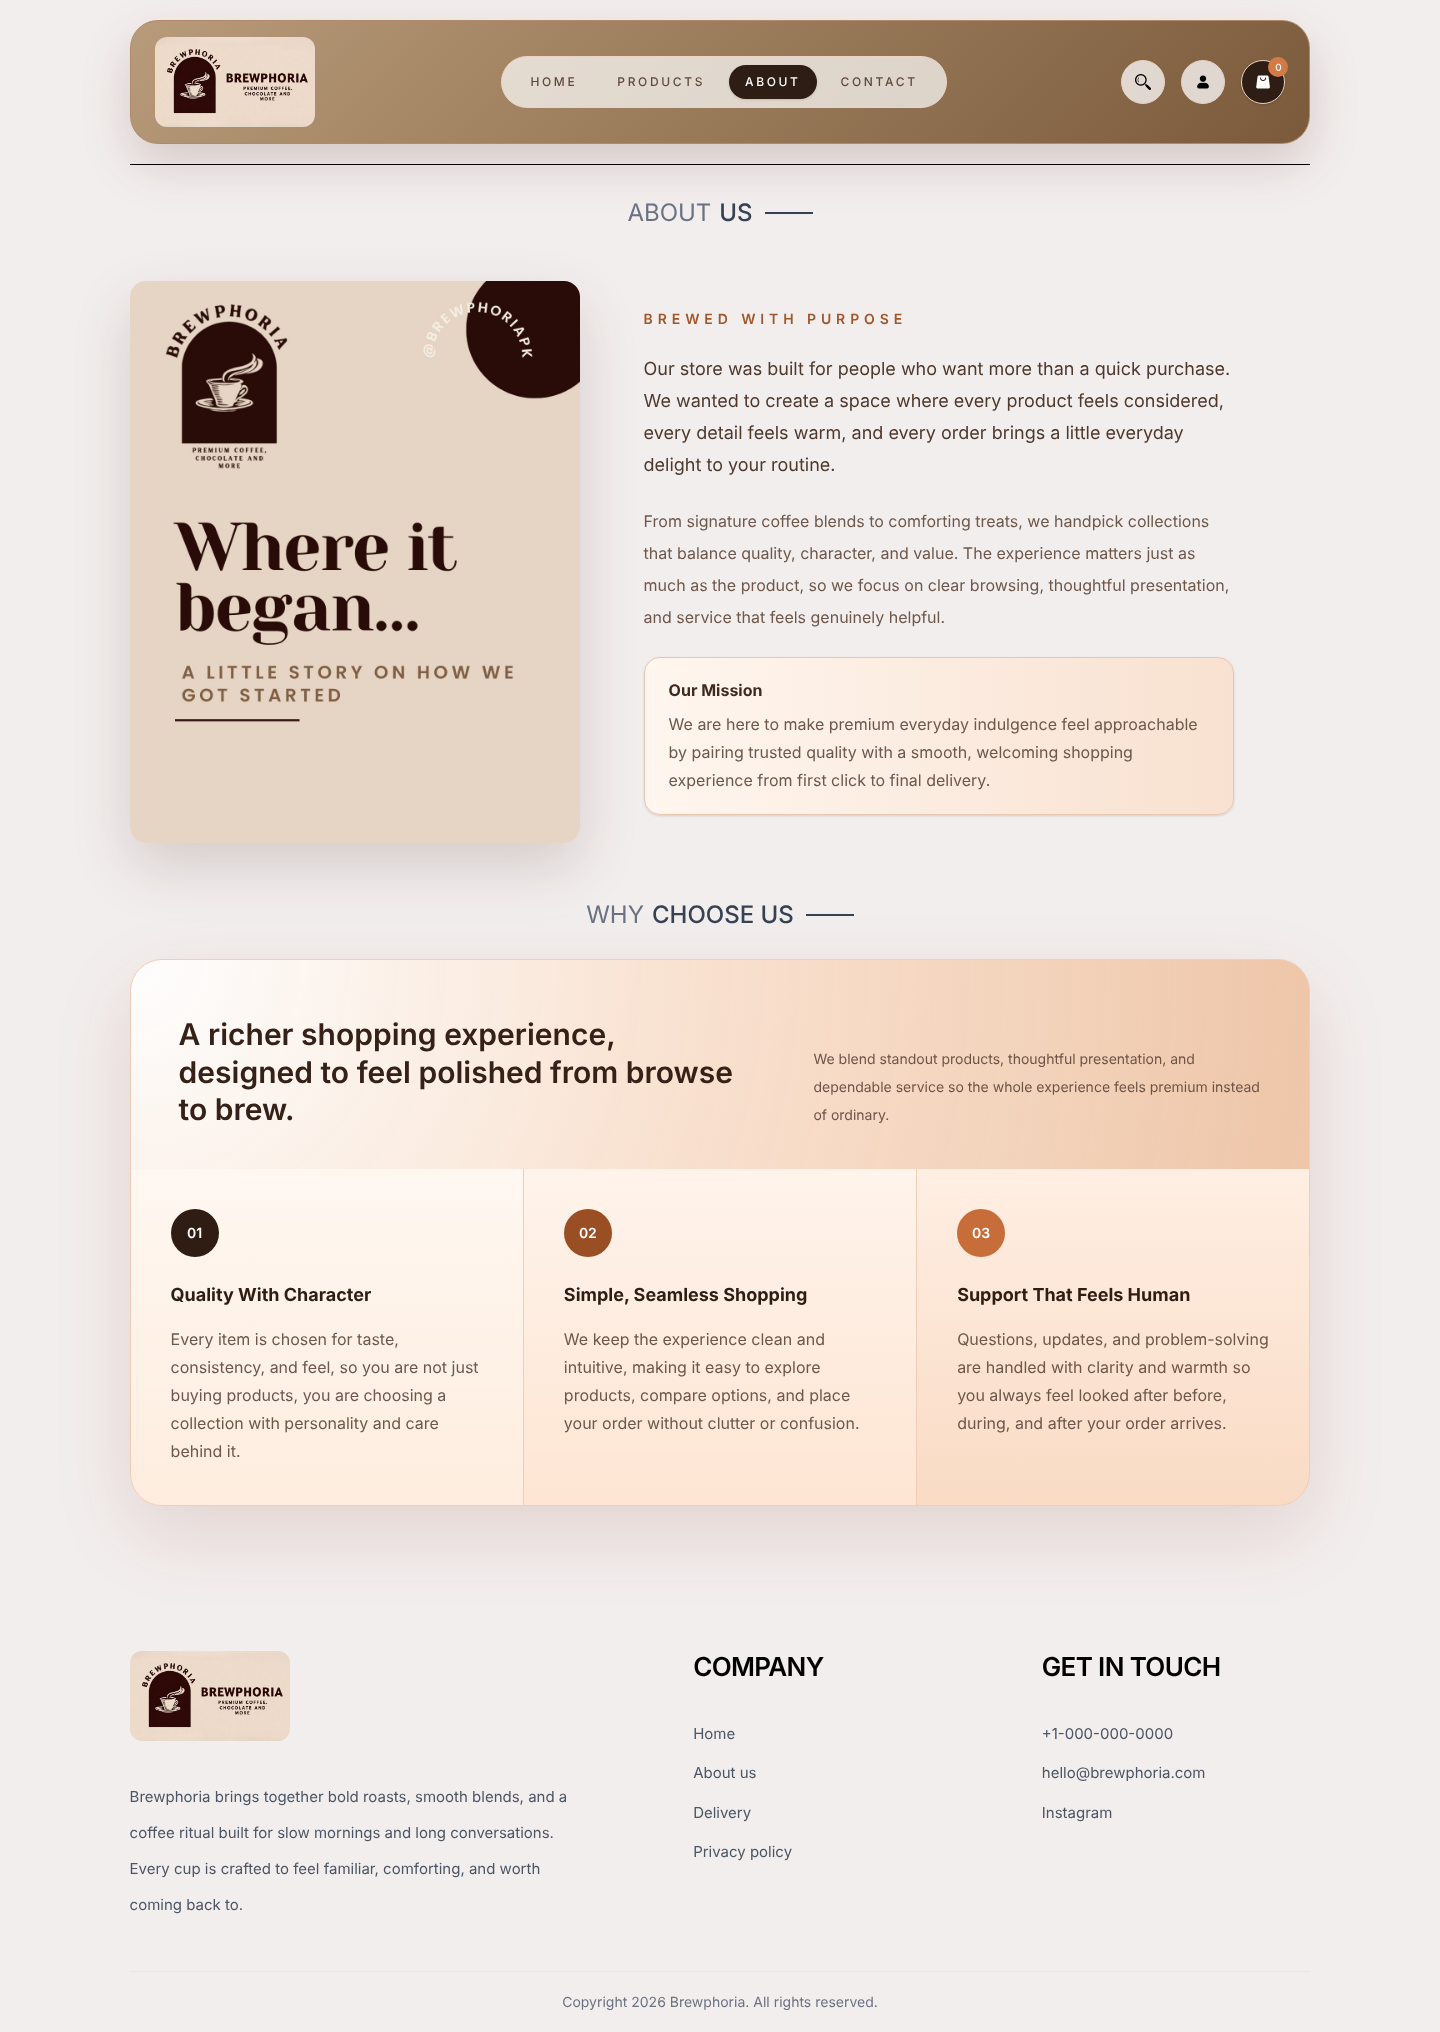 BREWPHORIA
BREWPHORIA
PREMIUM COFFEE,
CHOCOLATE AND
MORE
HOME
PRODUCTS
ABOUT
CONTACT
0
ABOUT US
BREWPHORIA
PREMIUM COFFEE,
CHOCOLATE AND
MORE
@BREWPHORIAPK
Where it
began...
A LITTLE STORY ON HOW WE
GOT STARTED
BREWED WITH PURPOSE
Our store was built for people who want more than a quick purchase.
We wanted to create a space where every product feels considered,
every detail feels warm, and every order brings a little everyday
delight to your routine.
From signature coffee blends to comforting treats, we handpick collections
that balance quality, character, and value. The experience matters just as
much as the product, so we focus on clear browsing, thoughtful presentation,
and service that feels genuinely helpful.
Our Mission
We are here to make premium everyday indulgence feel approachable
by pairing trusted quality with a smooth, welcoming shopping
experience from first click to final delivery.
WHY CHOOSE US
A richer shopping experience,
designed to feel polished from browse
to brew.
We blend standout products, thoughtful presentation, and
dependable service so the whole experience feels premium instead
of ordinary.
01
Quality With Character
Every item is chosen for taste,
consistency, and feel, so you are not just
buying products, you are choosing a
collection with personality and care
behind it.
02
Simple, Seamless Shopping
We keep the experience clean and
intuitive, making it easy to explore
products, compare options, and place
your order without clutter or confusion.
03
Support That Feels Human
Questions, updates, and problem-solving
are handled with clarity and warmth so
you always feel looked after before,
during, and after your order arrives.
BREWPHORIA
BREWPHORIA
PREMIUM COFFEE,
CHOCOLATE AND
MORE
Brewphoria brings together bold roasts, smooth blends, and a
coffee ritual built for slow mornings and long conversations.
Every cup is crafted to feel familiar, comforting, and worth
coming back to.
COMPANY
Home
About us
Delivery
Privacy policy
GET IN TOUCH
+1-000-000-0000
hello@brewphoria.com
Instagram
Copyright 2026 Brewphoria. All rights reserved.